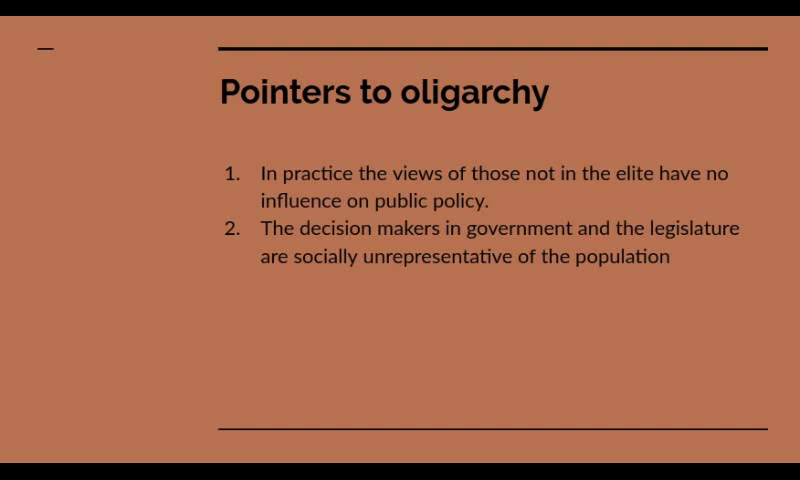 Pointers to oligarchy
1. In practice the views of those not in the elite have no
influence on public policy.
2. The decision makers in government and the legislature
are socially unrepresentative of the population